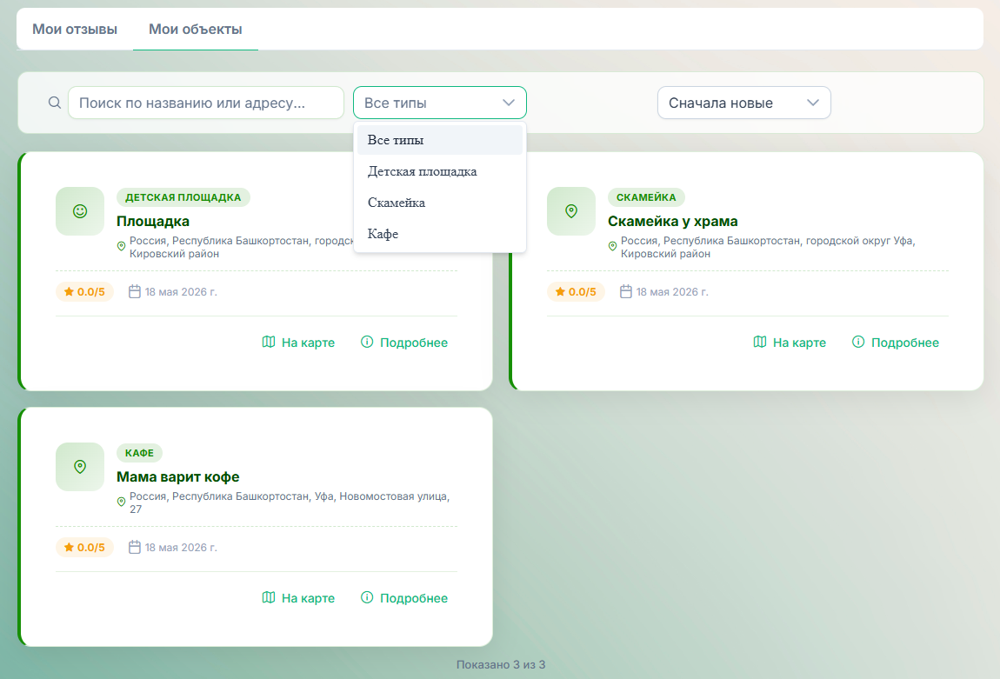 Мои отзывы
Мои объекты
Поиск по названию или адресу...
Все типы
Сначала новые
Все типы
Детская площадка
Скамейка
Кафе
ДЕТСКАЯ ПЛОЩАДКА
Площадка
Россия, Республика Башкортостан, городск
Кировский район
0.0/5
18 мая 2026 г.
На карте
Подробнее
СКАМЕЙКА
Скамейка у храма
Россия, Республика Башкортостан, городской округ Уфа,
Кировский район
0.0/5
18 мая 2026 г.
На карте
Подробнее
КАФЕ
Мама варит кофе
Россия, Республика Башкортостан, Уфа, Новомостовая улица,
27
0.0/5
18 мая 2026 г.
На карте
Подробнее
Показано 3 из 3